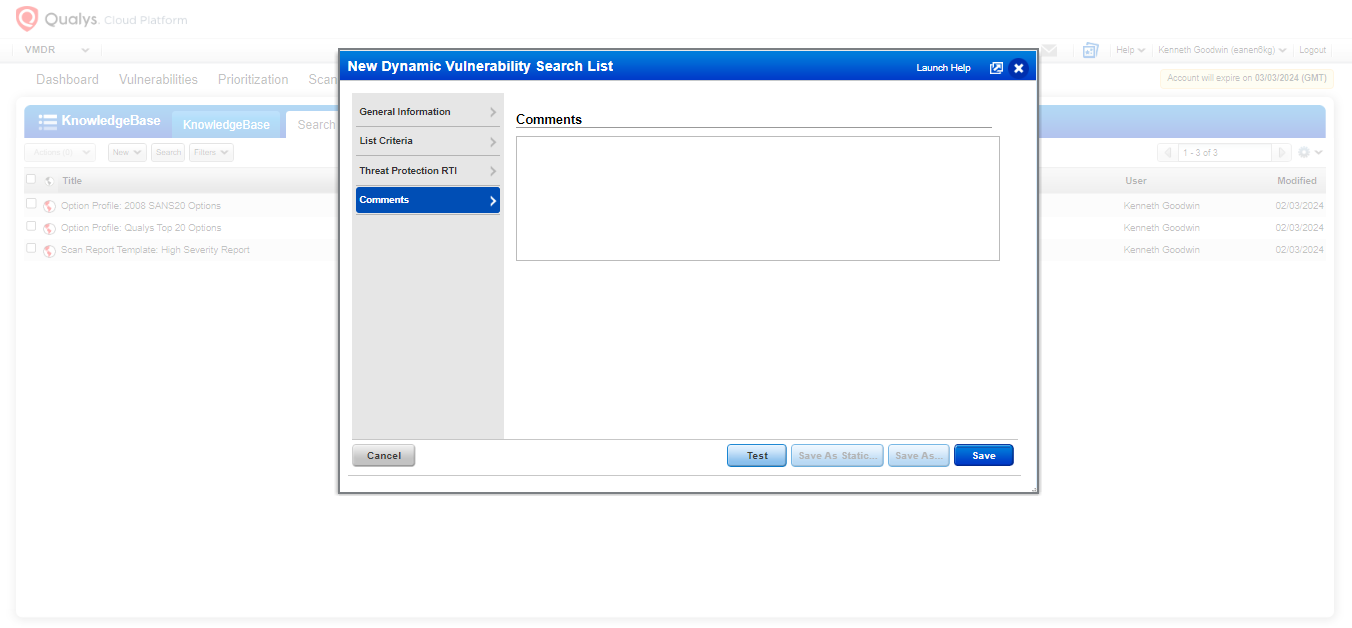 Qualys. Cloud Platform
VMDR
Help
Kenneth Goodwin (eanen9kg)
Logout
Dashboard
Vulnerabilities
Prioritization
Scan
Account will expire on 03/03/2024 (GMT)
KnowledgeBase
KnowledgeBase
Search
Actions (0)
New
Search
Filters
1 - 3 of 3
Title
User
Modified
Option Profile: 2008 SANS20 Options
Kenneth Goodwin
02/03/2024
Option Profile: Qualys Top 20 Options
Kenneth Goodwin
02/03/2024
Scan Report Template: High Severity Report
Kenneth Goodwin
02/03/2024
New Dynamic Vulnerability Search List
Launch Help
General Information
List Criteria
Threat Protection RTI
Comments
Comments
Cancel
Test
Save As Static...
Save As...
Save